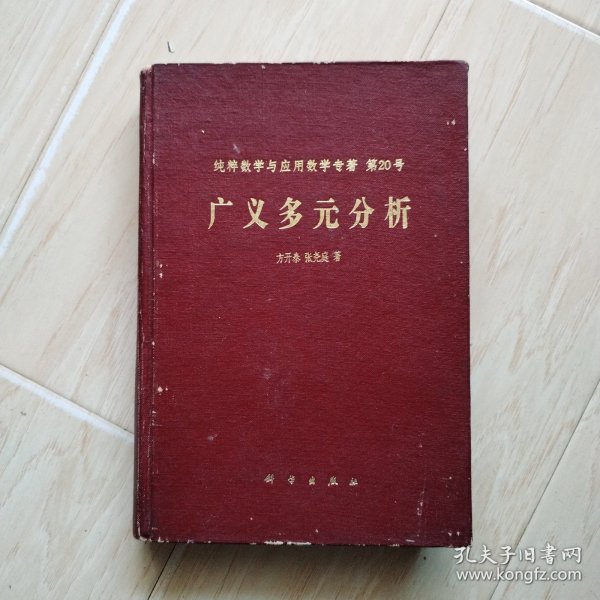 纯粹数学与应用数学专著 第20号
广义多元分析
方开泰 张尧庭 著
科学出版社
孔夫子旧书网
www.kongfz.com